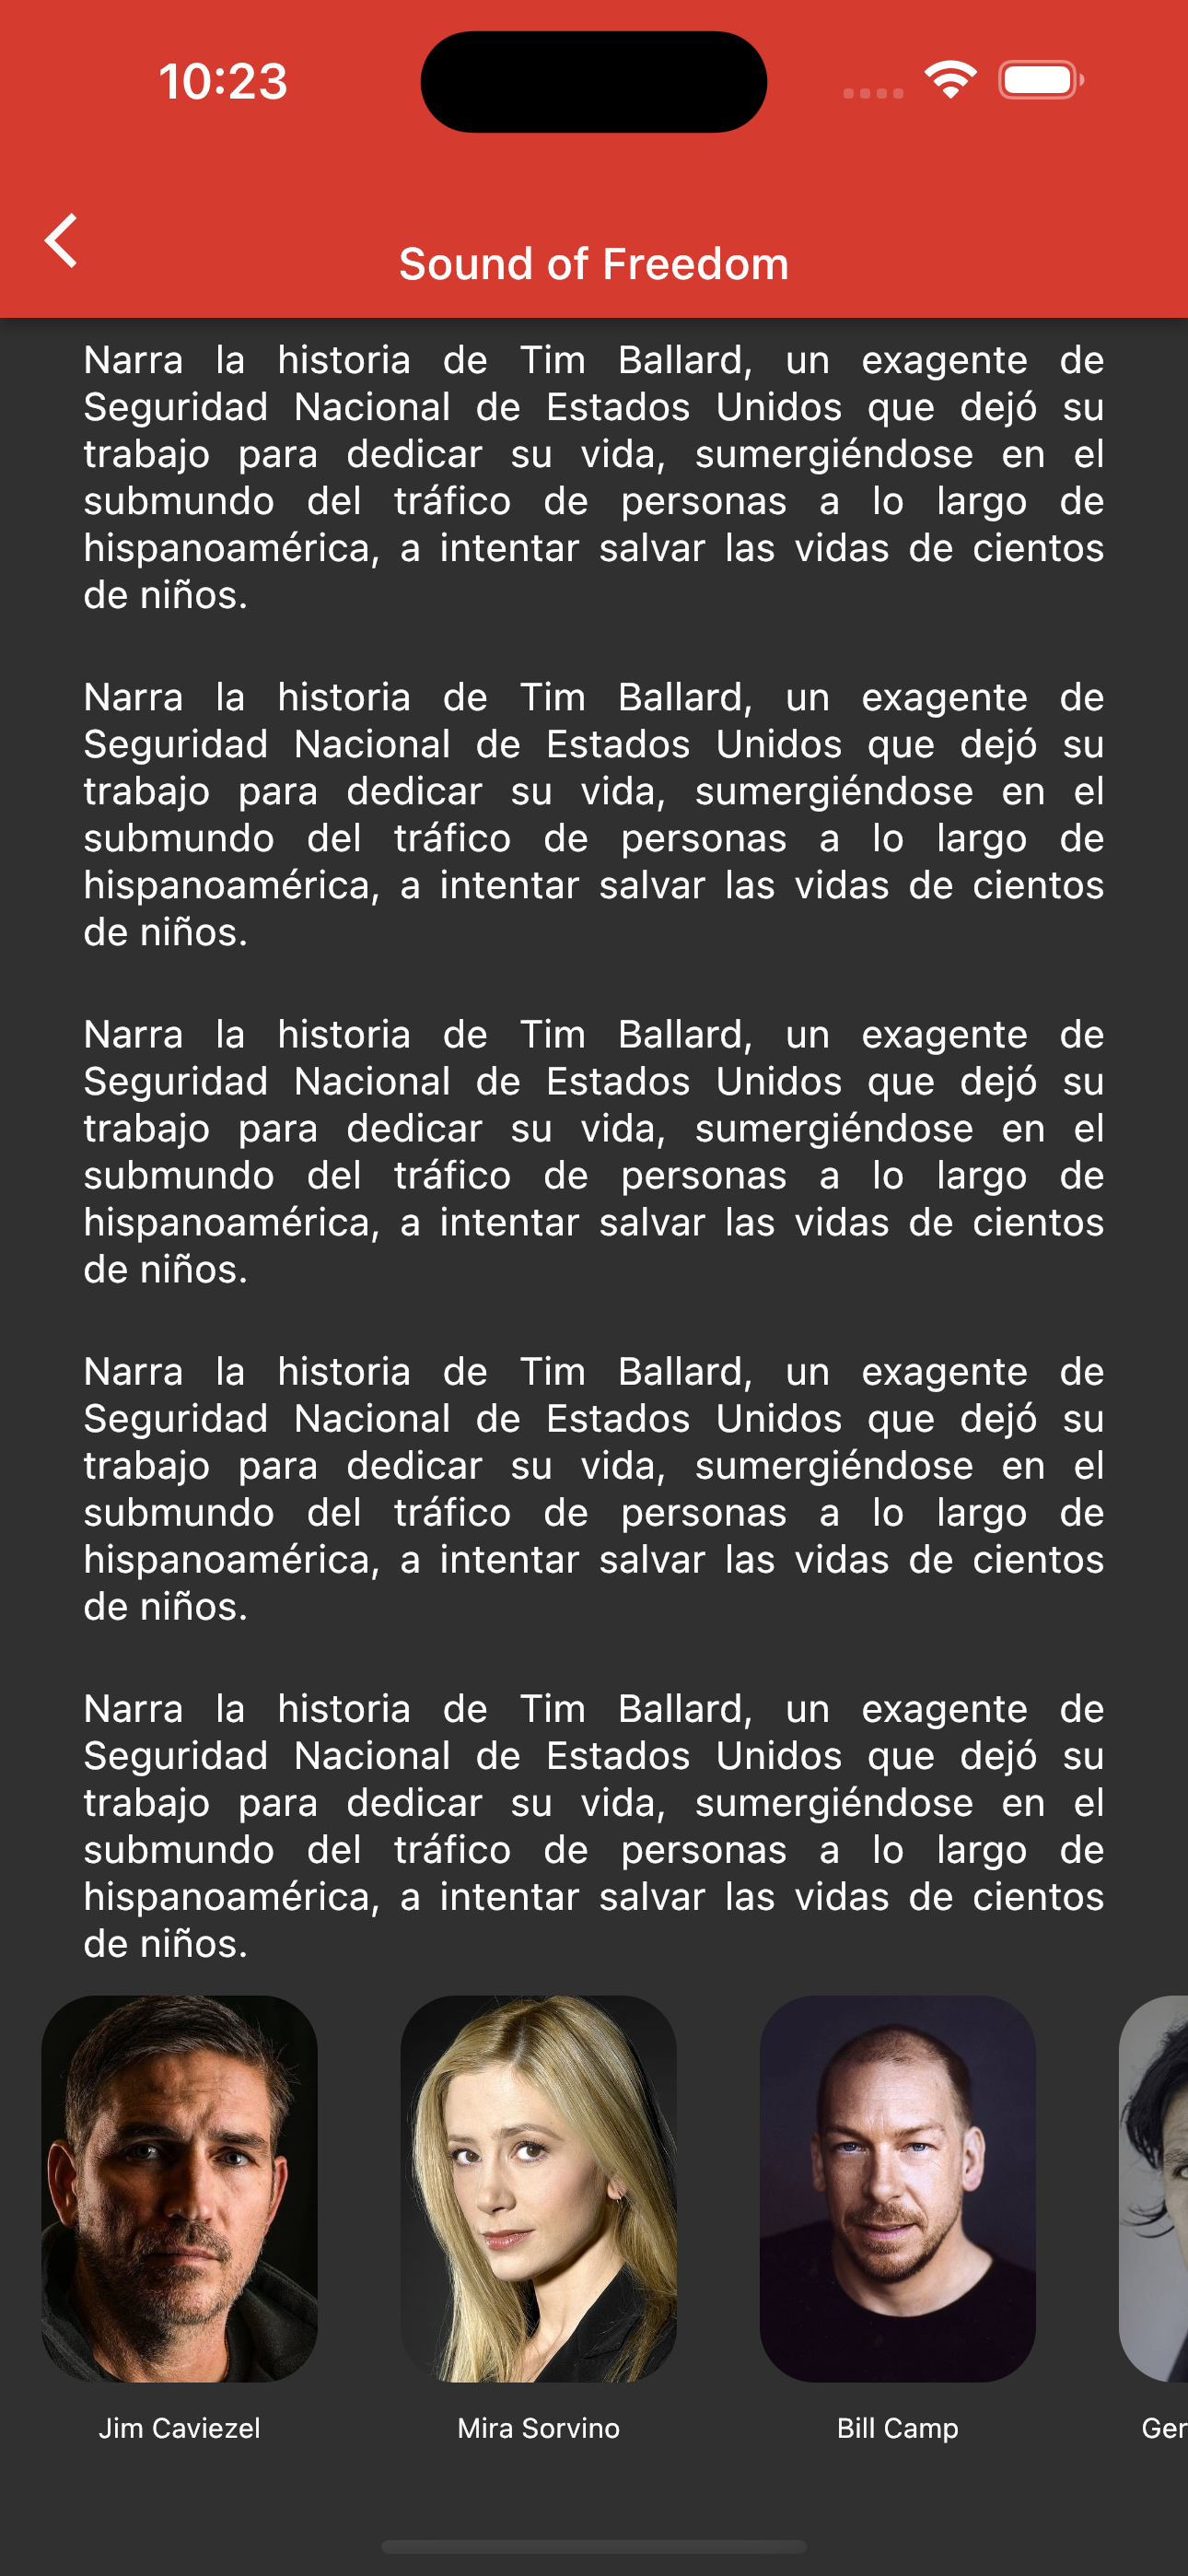 10:23
Sound of Freedom
Narra la historia de Tim Ballard, un exagente de
Seguridad Nacional de Estados Unidos que dejó su
trabajo para dedicar su vida, sumergiéndose en el
submundo del tráfico de personas a lo largo de
hispanoamérica, a intentar salvar las vidas de cientos
de niños.
Narra la historia de Tim Ballard, un exagente de
Seguridad Nacional de Estados Unidos que dejó su
trabajo para dedicar su vida, sumergiéndose en el
submundo del tráfico de personas a lo largo de
hispanoamérica, a intentar salvar las vidas de cientos
de niños.
Narra la historia de Tim Ballard, un exagente de
Seguridad Nacional de Estados Unidos que dejó su
trabajo para dedicar su vida, sumergiéndose en el
submundo del tráfico de personas a lo largo de
hispanoamérica, a intentar salvar las vidas de cientos
de niños.
Narra la historia de Tim Ballard, un exagente de
Seguridad Nacional de Estados Unidos que dejó su
trabajo para dedicar su vida, sumergiéndose en el
submundo del tráfico de personas a lo largo de
hispanoamérica, a intentar salvar las vidas de cientos
de niños.
Narra la historia de Tim Ballard, un exagente de
Seguridad Nacional de Estados Unidos que dejó su
trabajo para dedicar su vida, sumergiéndose en el
submundo del tráfico de personas a lo largo de
hispanoamérica, a intentar salvar las vidas de cientos
de niños.
Jim Caviezel
Mira Sorvino
Bill Camp
Ger